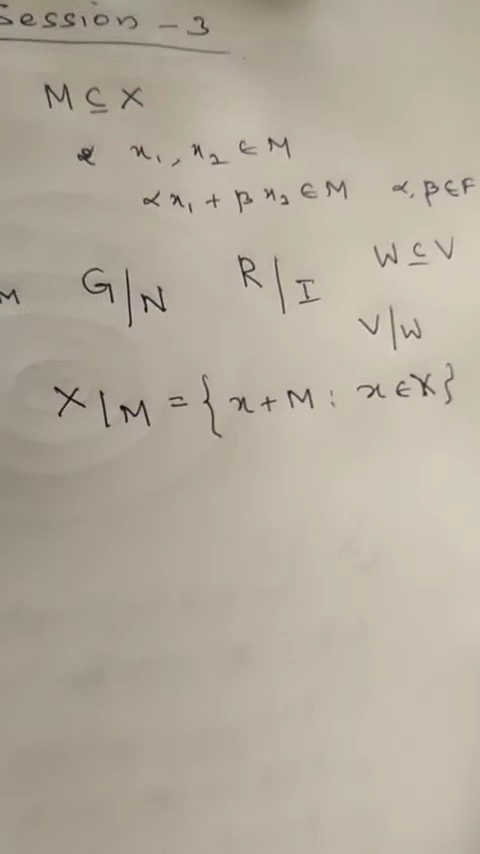 Session - 3
M ⊆ X
& x₁, x₂ ∈ M
αx₁ + βx₂ ∈ M α, β ∈ F
M G/N R/I W ⊆ V
V/W
X/M = { x + M : x ∈ X }